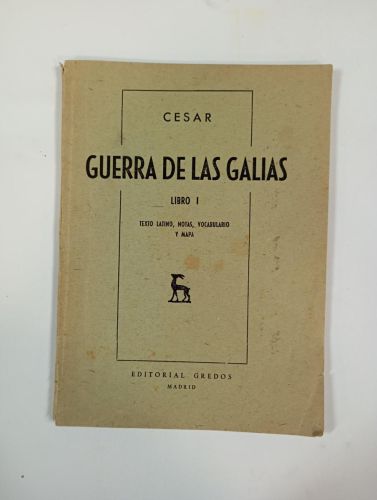 CESAR
GUERRA DE LAS GALIAS
LIBRO I
TEXTO LATINO, NOTAS, VOCABULARIO
Y MAPA
EDITORIAL GREDOS
MADRID